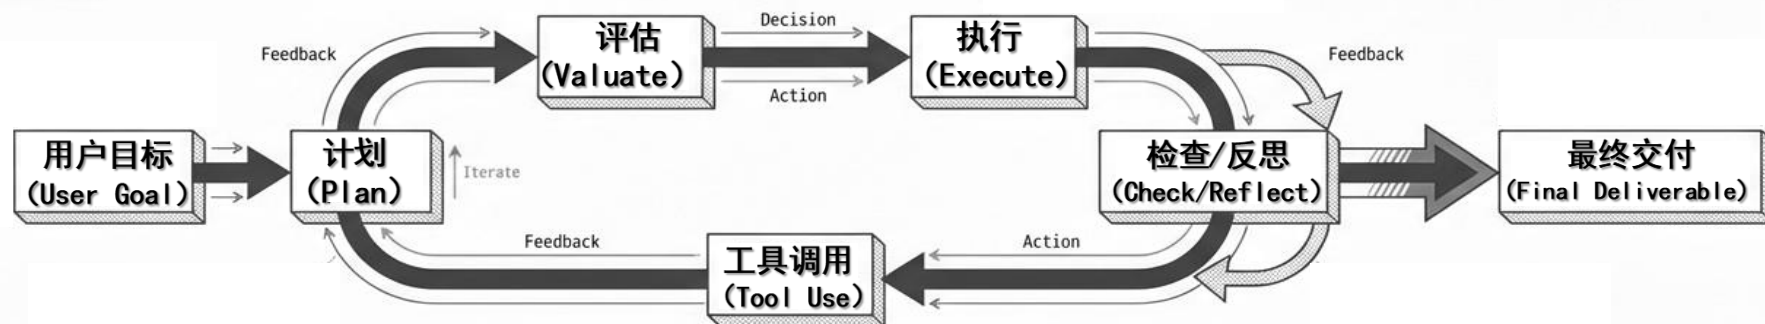 Feedback
评估
(Valuate)
Decision
Action
执行
(Execute)
Feedback
用户目标
(User Goal)
计划
(Plan)
Iterate
检查/反思
(Check/Reflect)
最终交付
(Final Deliverable)
Feedback
工具调用
(Tool Use)
Action